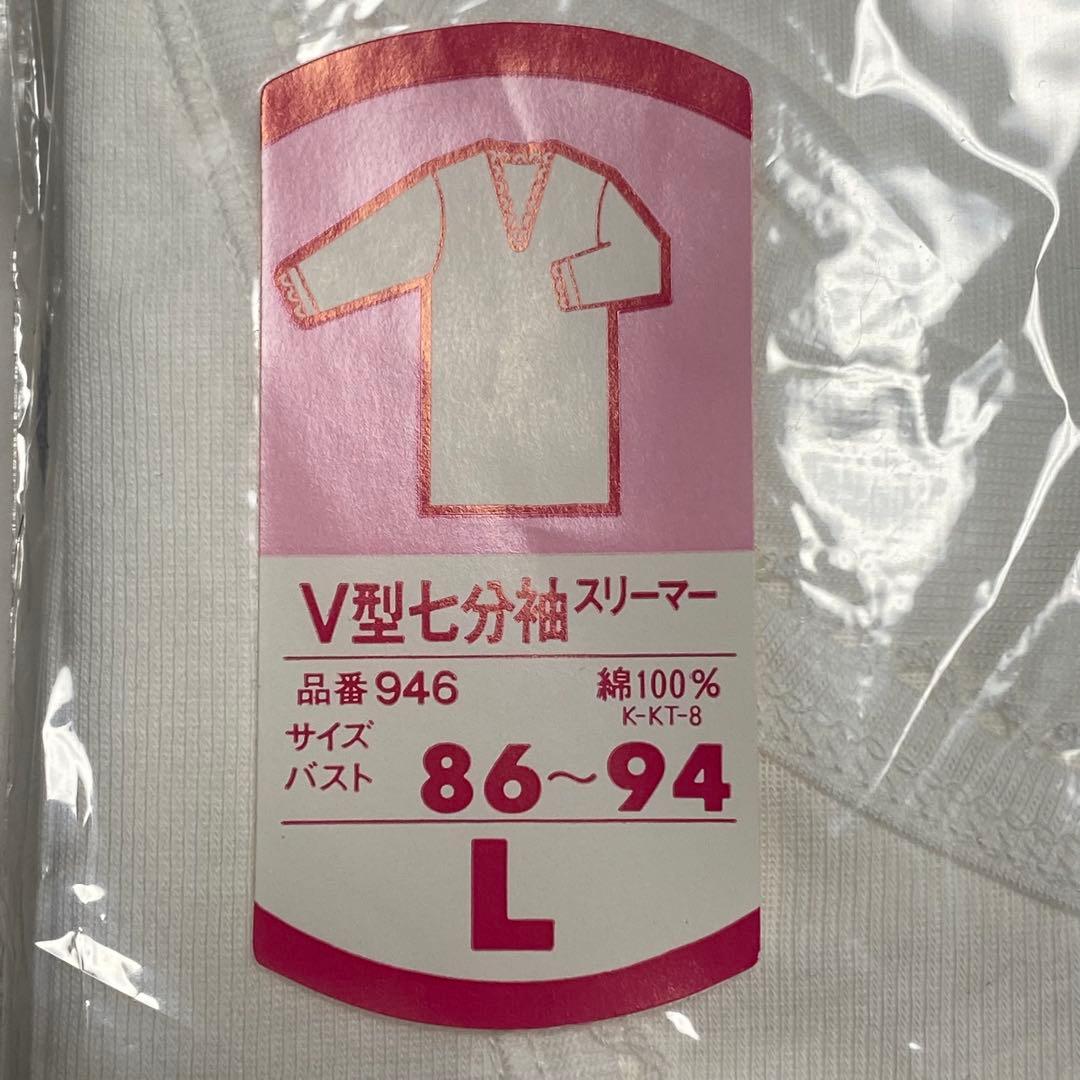 V型七分袖スリーマー
品番946 綿100%
K-KT-8
サイズ
バスト 86～94
L